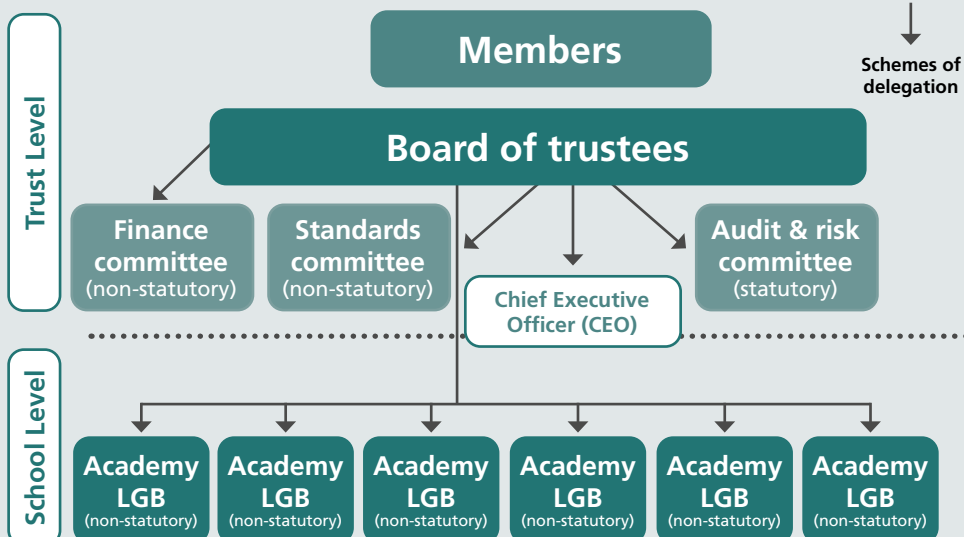 Trust Level
Members
Schemes of
delegation
Board of trustees
Finance
committee
(non-statutory)
Standards
committee
(non-statutory)
Chief Executive
Officer (CEO)
Audit & risk
committee
(statutory)
School Level
Academy
LGB
(non-statutory)
Academy
LGB
(non-statutory)
Academy
LGB
(non-statutory)
Academy
LGB
(non-statutory)
Academy
LGB
(non-statutory)
Academy
LGB
(non-statutory)